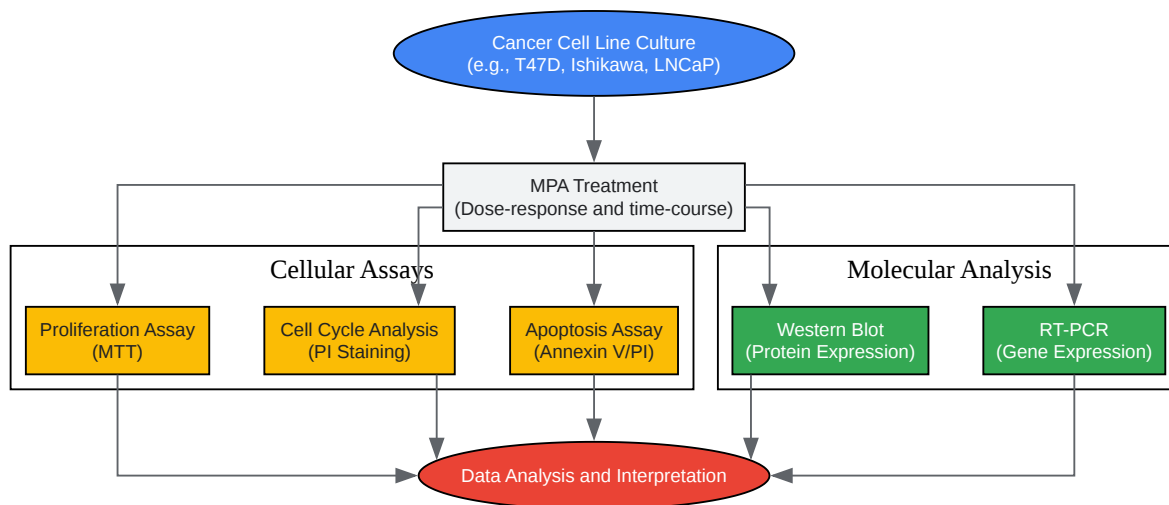 Cancer Cell Line Culture
(e.g., T47D, Ishikawa, LNCaP)
MPA Treatment
(Dose-response and time-course)
Cellular Assays
Molecular Analysis
Proliferation Assay
(MTT)
Cell Cycle Analysis
(PI Staining)
Apoptosis Assay
(Annexin V/PI)
Western Blot
(Protein Expression)
RT-PCR
(Gene Expression)
Data Analysis and Interpretation